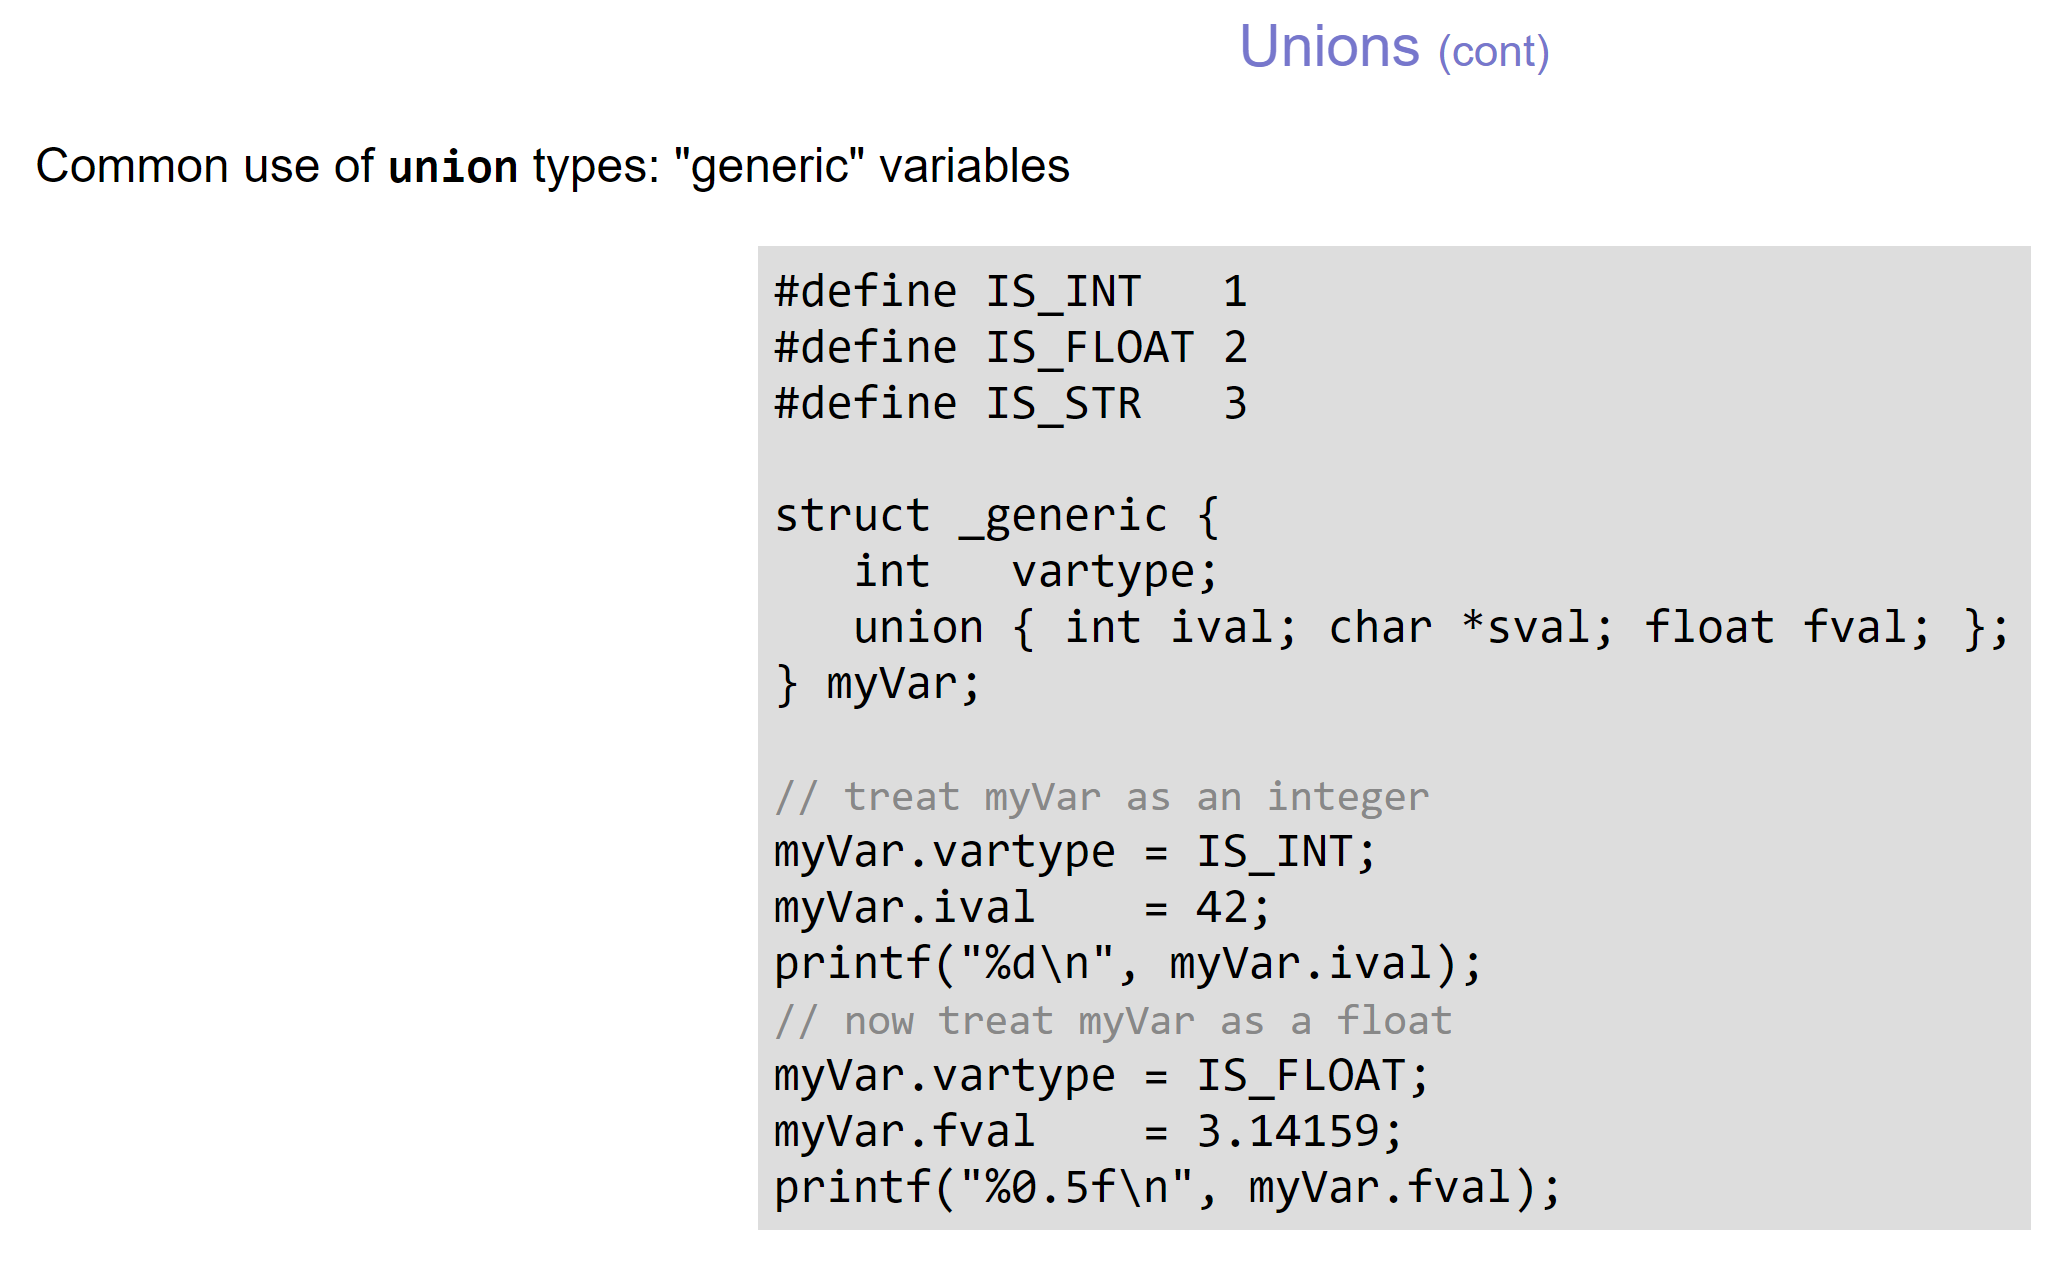 Unions (cont)
Common use of union types: "generic" variables
#define IS_INT   1
#define IS_FLOAT 2
#define IS_STR   3
struct _generic {
   int   vartype;
   union { int ival; char *sval; float fval; };
} myVar;
// treat myVar as an integer
myVar.vartype = IS_INT;
myVar.ival    = 42;
printf("%d\n", myVar.ival);
// now treat myVar as a float
myVar.vartype = IS_FLOAT;
myVar.fval    = 3.14159;
printf("%0.5f\n", myVar.fval);